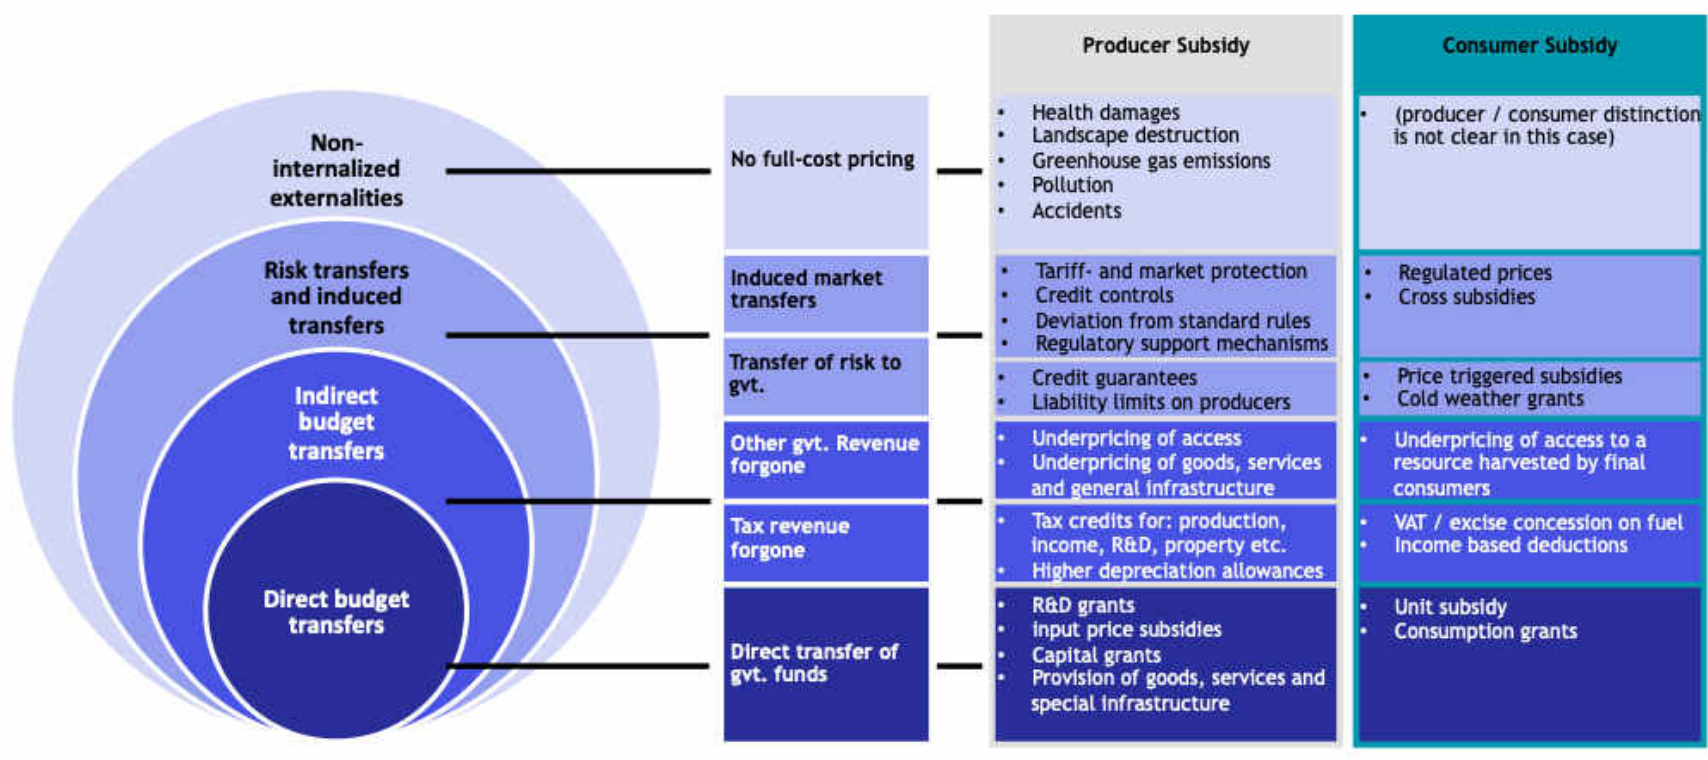 Producer Subsidy
Consumer Subsidy
Non-
internalized
externalities
No full-cost pricing
• Health damages
• Landscape destruction
• Greenhouse gas emissions
• Pollution
• Accidents
• (producer / consumer distinction
is not clear in this case)
Risk transfers
and induced
transfers
Induced market
transfers
• Tariff- and market protection
• Credit controls
• Deviation from standard rules
• Regulatory support mechanisms
• Regulated prices
• Cross subsidies
Transfer of risk to
gvt.
• Credit guarantees
• Liability limits on producers
• Price triggered subsidies
• Cold weather grants
Indirect
budget
transfers
Other gvt. Revenue
forgone
• Underpricing of access
• Underpricing of goods, services
and general infrastructure
• Underpricing of access to a
resource harvested by final
consumers
Tax revenue
forgone
• Tax credits for: production,
income, R&D, property etc.
• Higher depreciation allowances
• VAT / excise concession on fuel
• Income based deductions
Direct budget
transfers
Direct transfer of
gvt. funds
• R&D grants
• input price subsidies
• Capital grants
• Provision of goods, services and
special infrastructure
• Unit subsidy
• Consumption grants